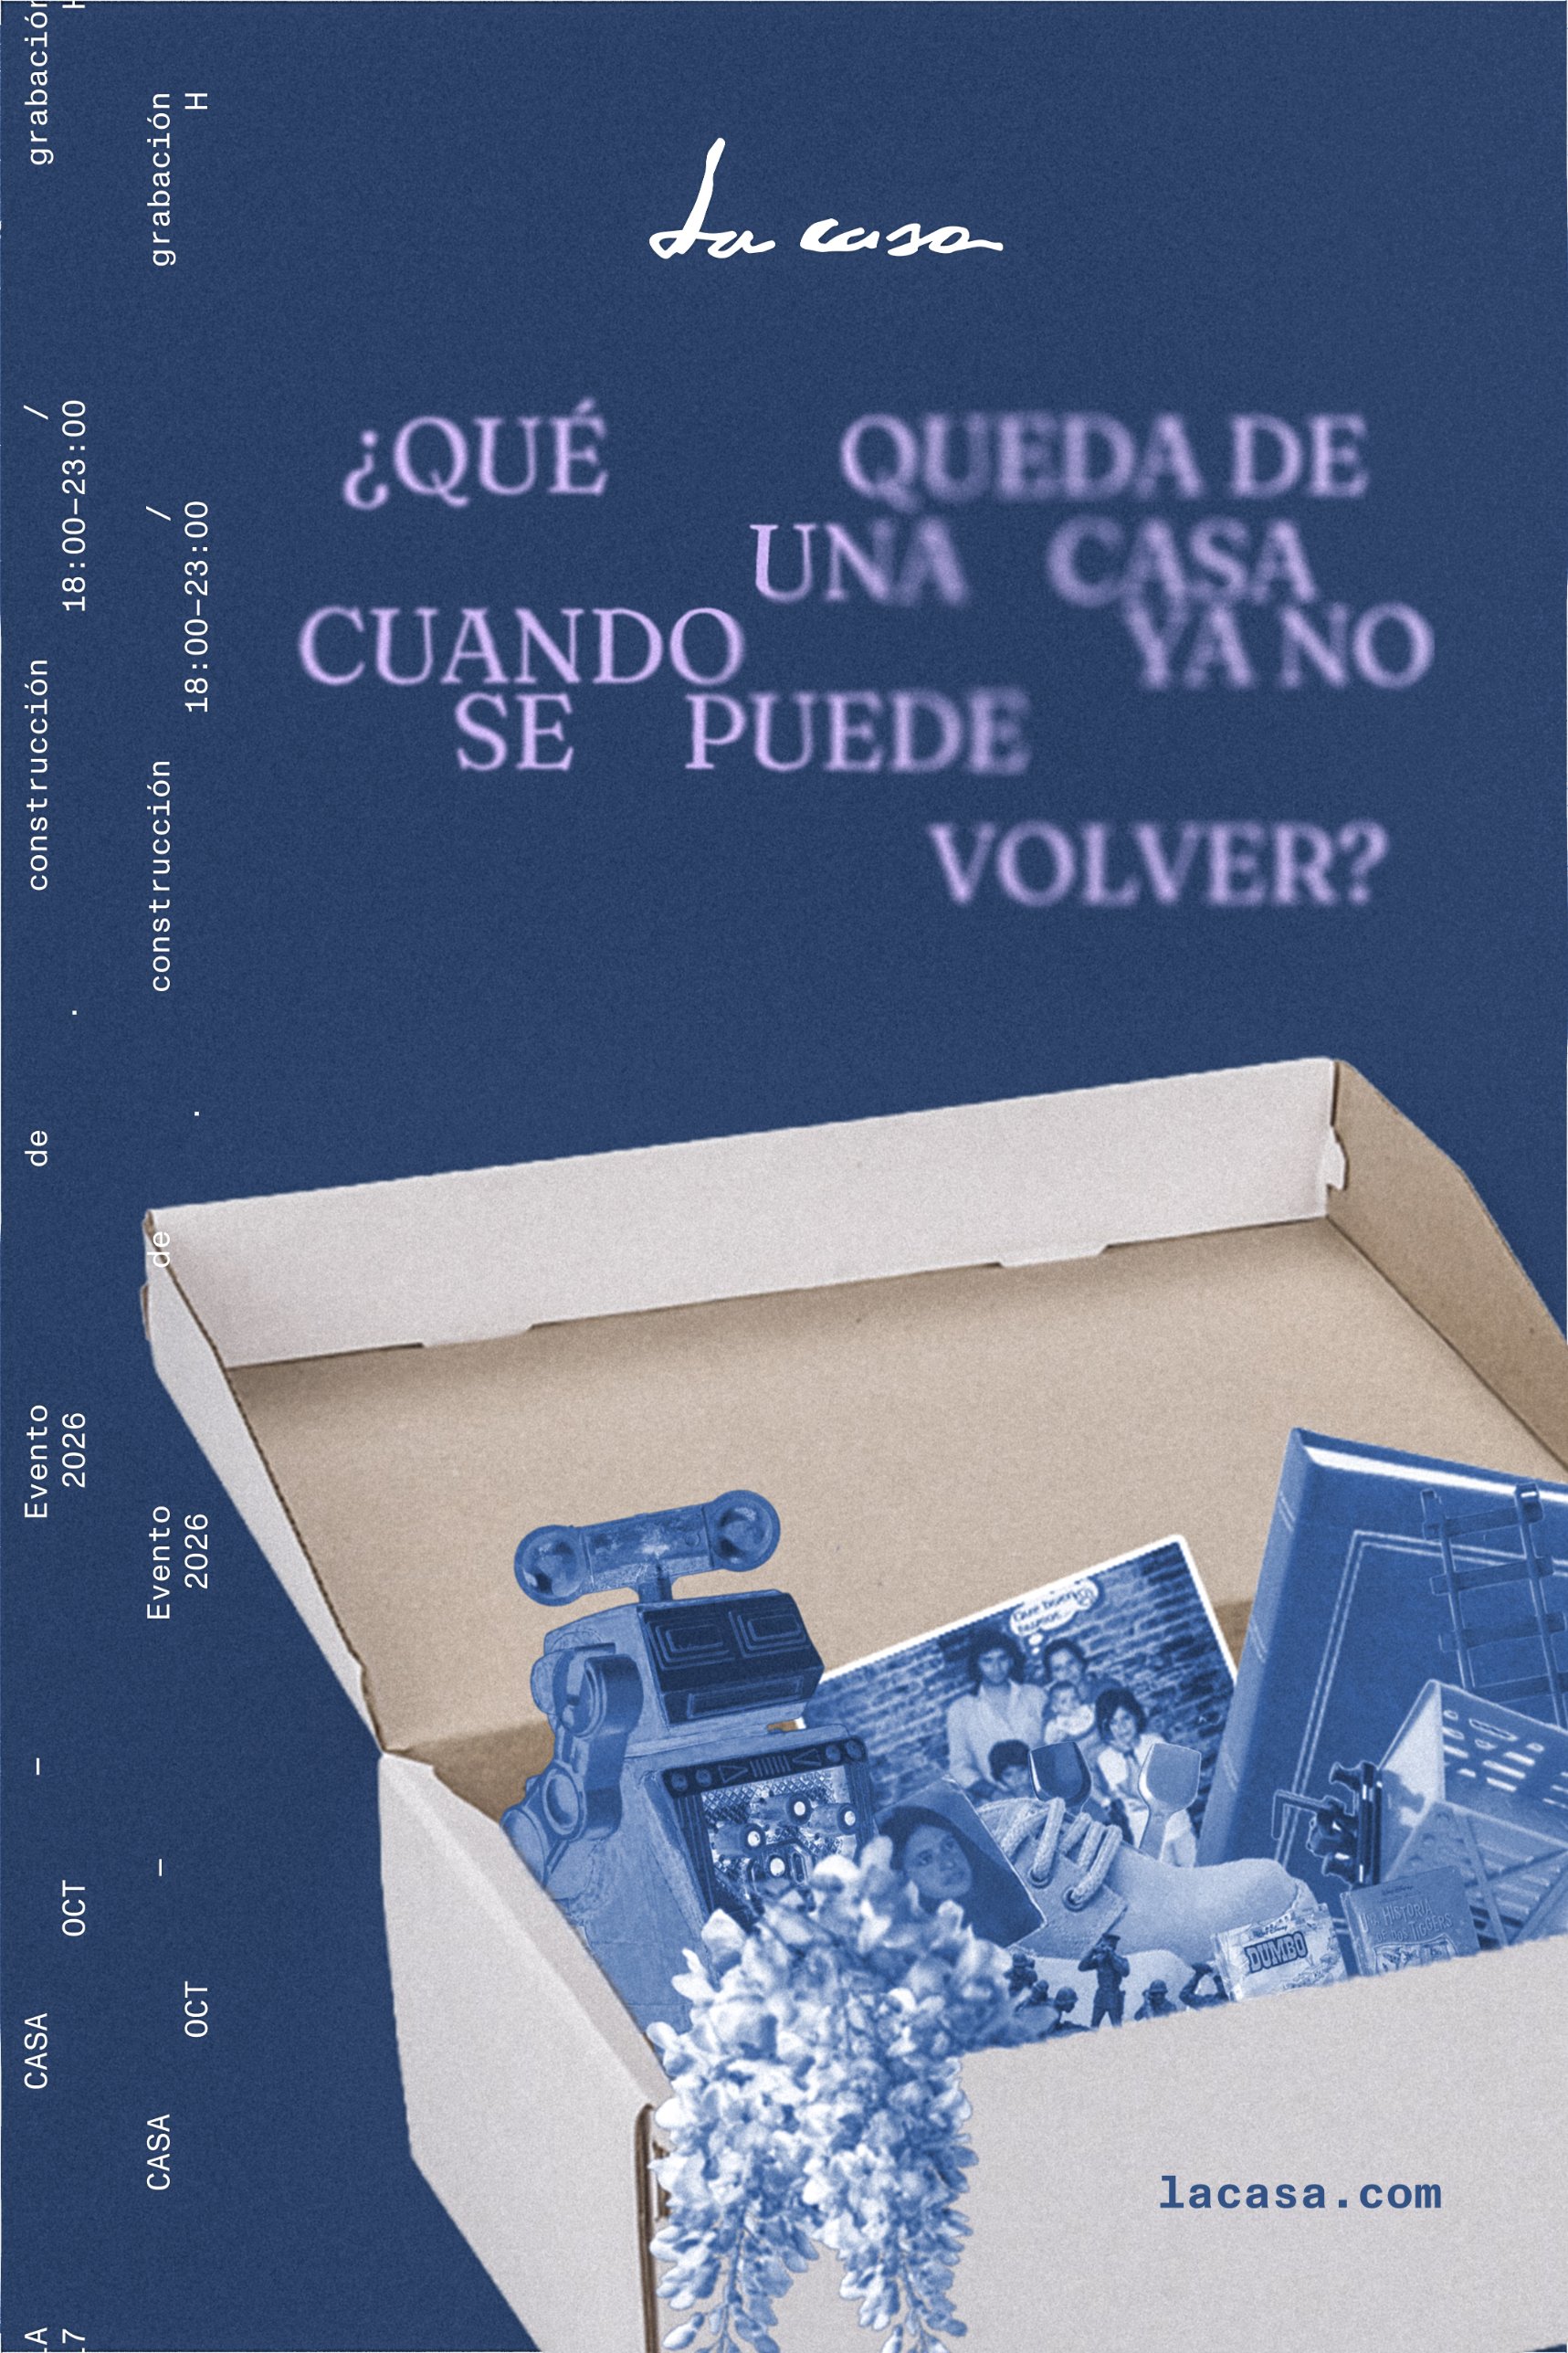 La casa
¿QUÉ QUEDA DE
UNA CASA
CUANDO YA NO
SE PUEDE
VOLVER?
CASA – Evento de construcción / grabación
OCT 2026 . 18:00–23:00 H
CASA – Evento de construcción / grabación
OCT 2026 . 18:00–23:00 H
DUMBO
lacasa.com